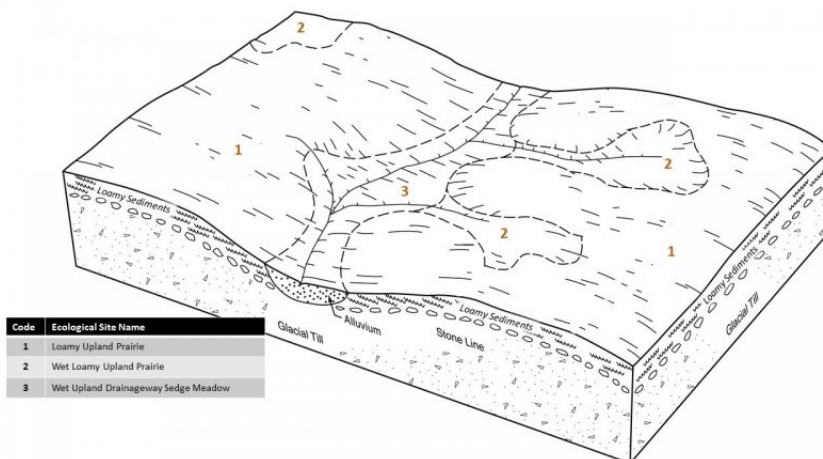 2
1
3
2
2
1
Loamy Sediments
Loamy Sediments
Loamy Sediments
Glacial Till
Alluvium
Stone Line
Glacial Till
Code Ecological Site Name
1 Loamy Upland Prairie
2 Wet Loamy Upland Prairie
3 Wet Upland Drainageway Sedge Meadow